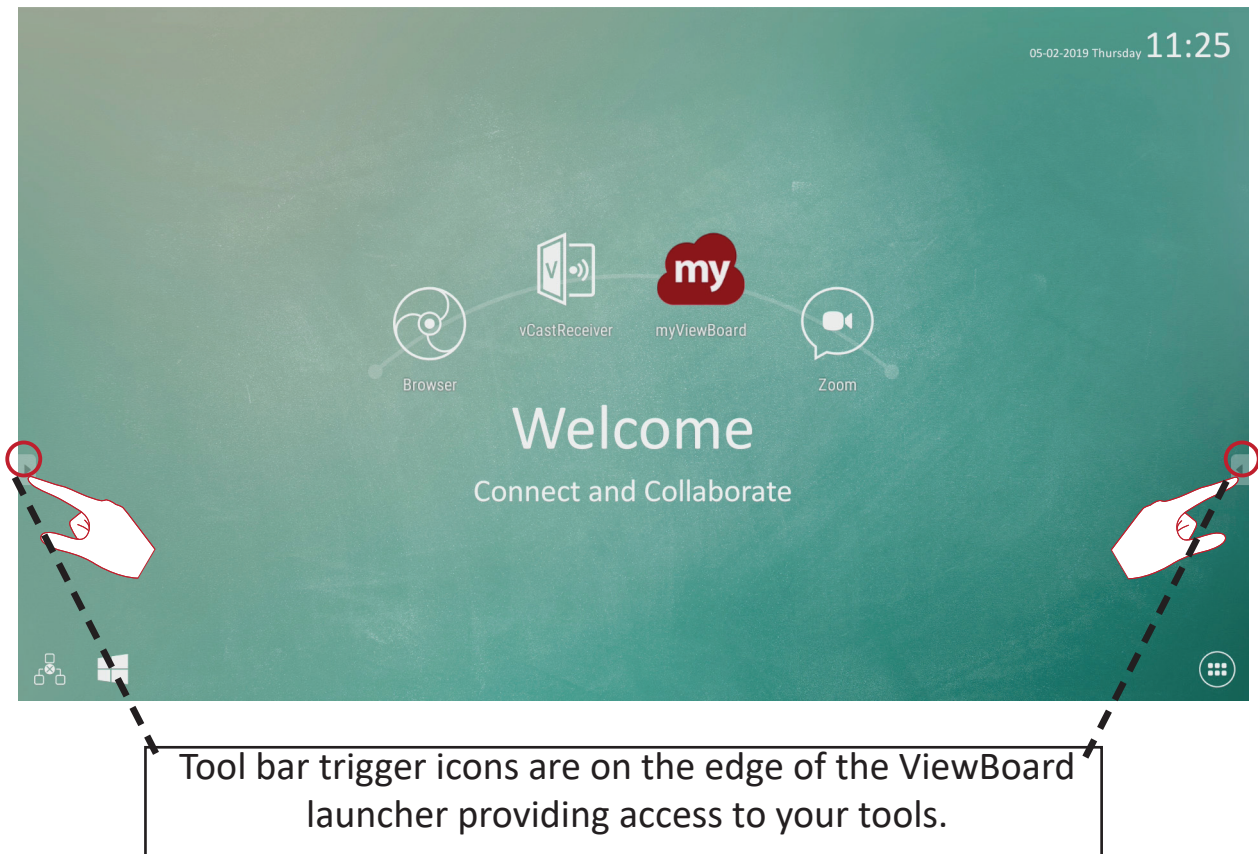 05-02-2019 Thursday 11:25
V
my
vCastReceiver
myViewBoard
Browser
Zoom
Welcome
Connect and Collaborate
Tool bar trigger icons are on the edge of the ViewBoard
launcher providing access to your tools.